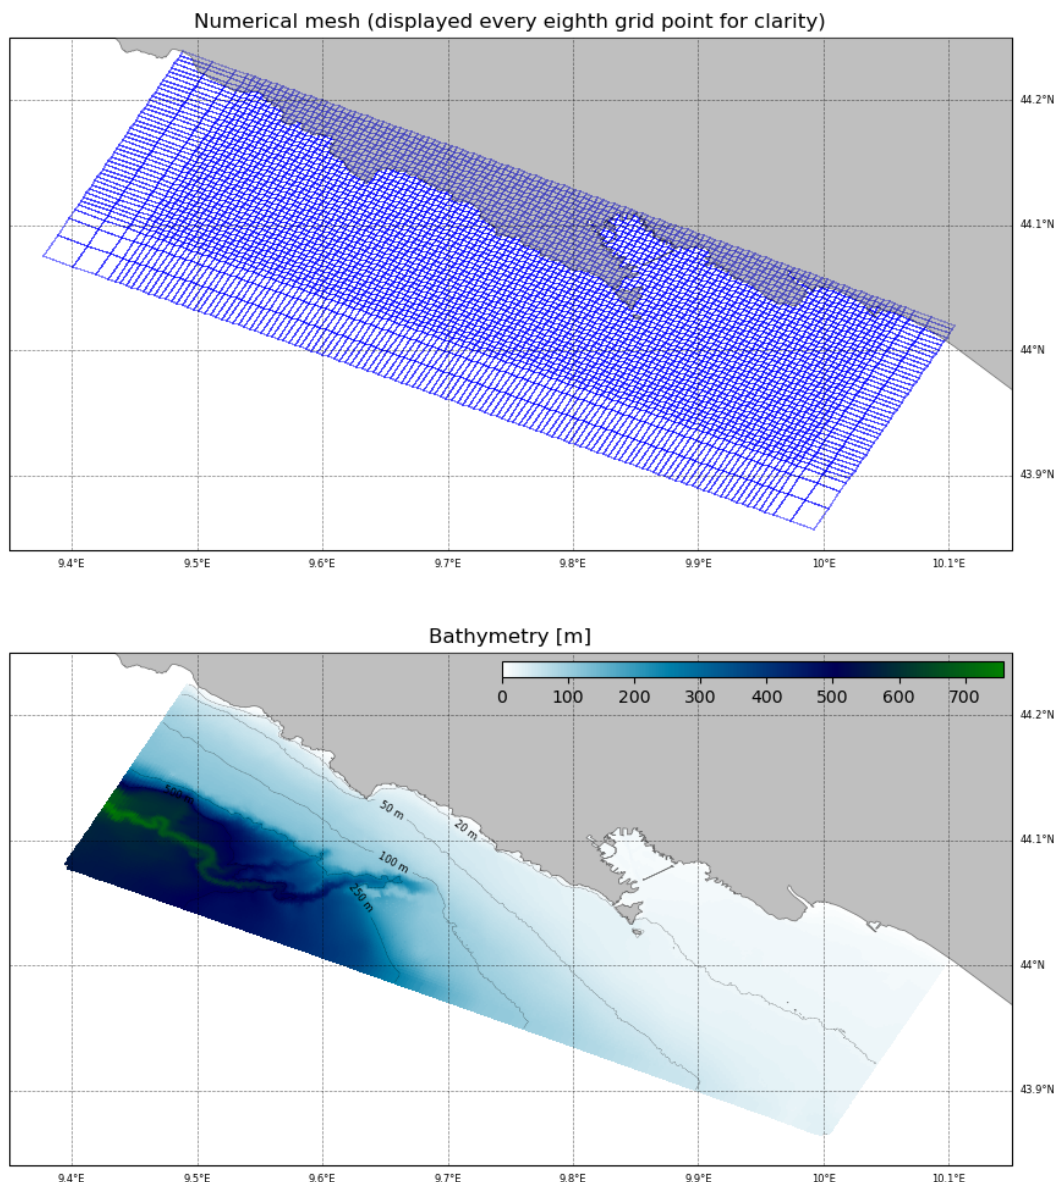 Numerical mesh (displayed every eighth grid point for clarity)
44.2°N
44.1°N
44°N
43.9°N
9.4°E 9.5°E 9.6°E 9.7°E 9.8°E 9.9°E 10°E 10.1°E
Bathymetry [m]
0 100 200 300 400 500 600 700
44.2°N
500 m
50 m
20 m
44.1°N
100 m
250 m
44°N
43.9°N
9.4°E 9.5°E 9.6°E 9.7°E 9.8°E 9.9°E 10°E 10.1°E